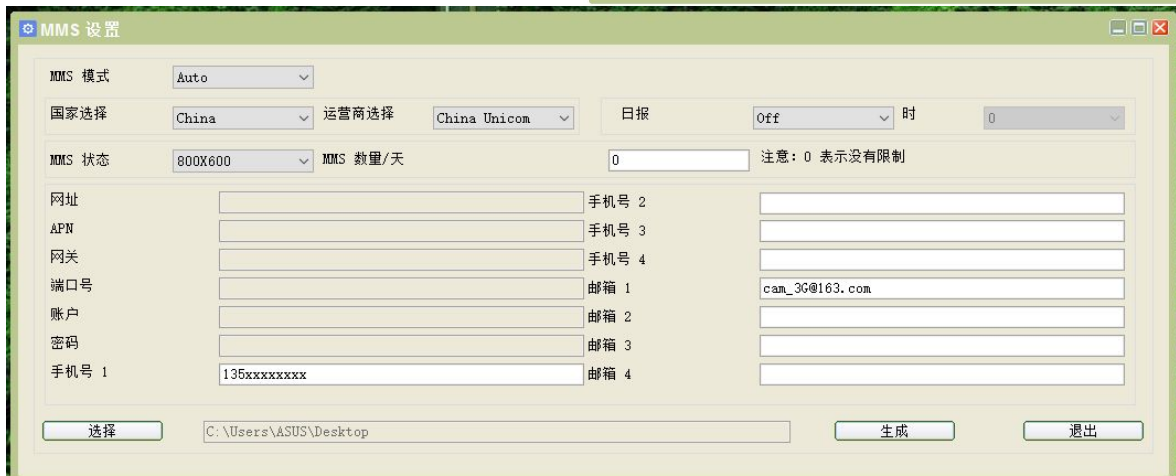 MMS 设置
MMS 模式 Auto
国家选择 China 运营商选择 China Unicom 日报 Off 时 0
MMS 状态 800X600 MMS 数量/天 0 注意: 0 表示没有限制
网址 手机号 2
APN 手机号 3
网关 手机号 4
端口号 邮箱 1 cam_3G@163.com
账户 邮箱 2
密码 邮箱 3
手机号 1 135xxxxxxxx 邮箱 4
选择 C:\Users\ASUS\Desktop 生成 退出